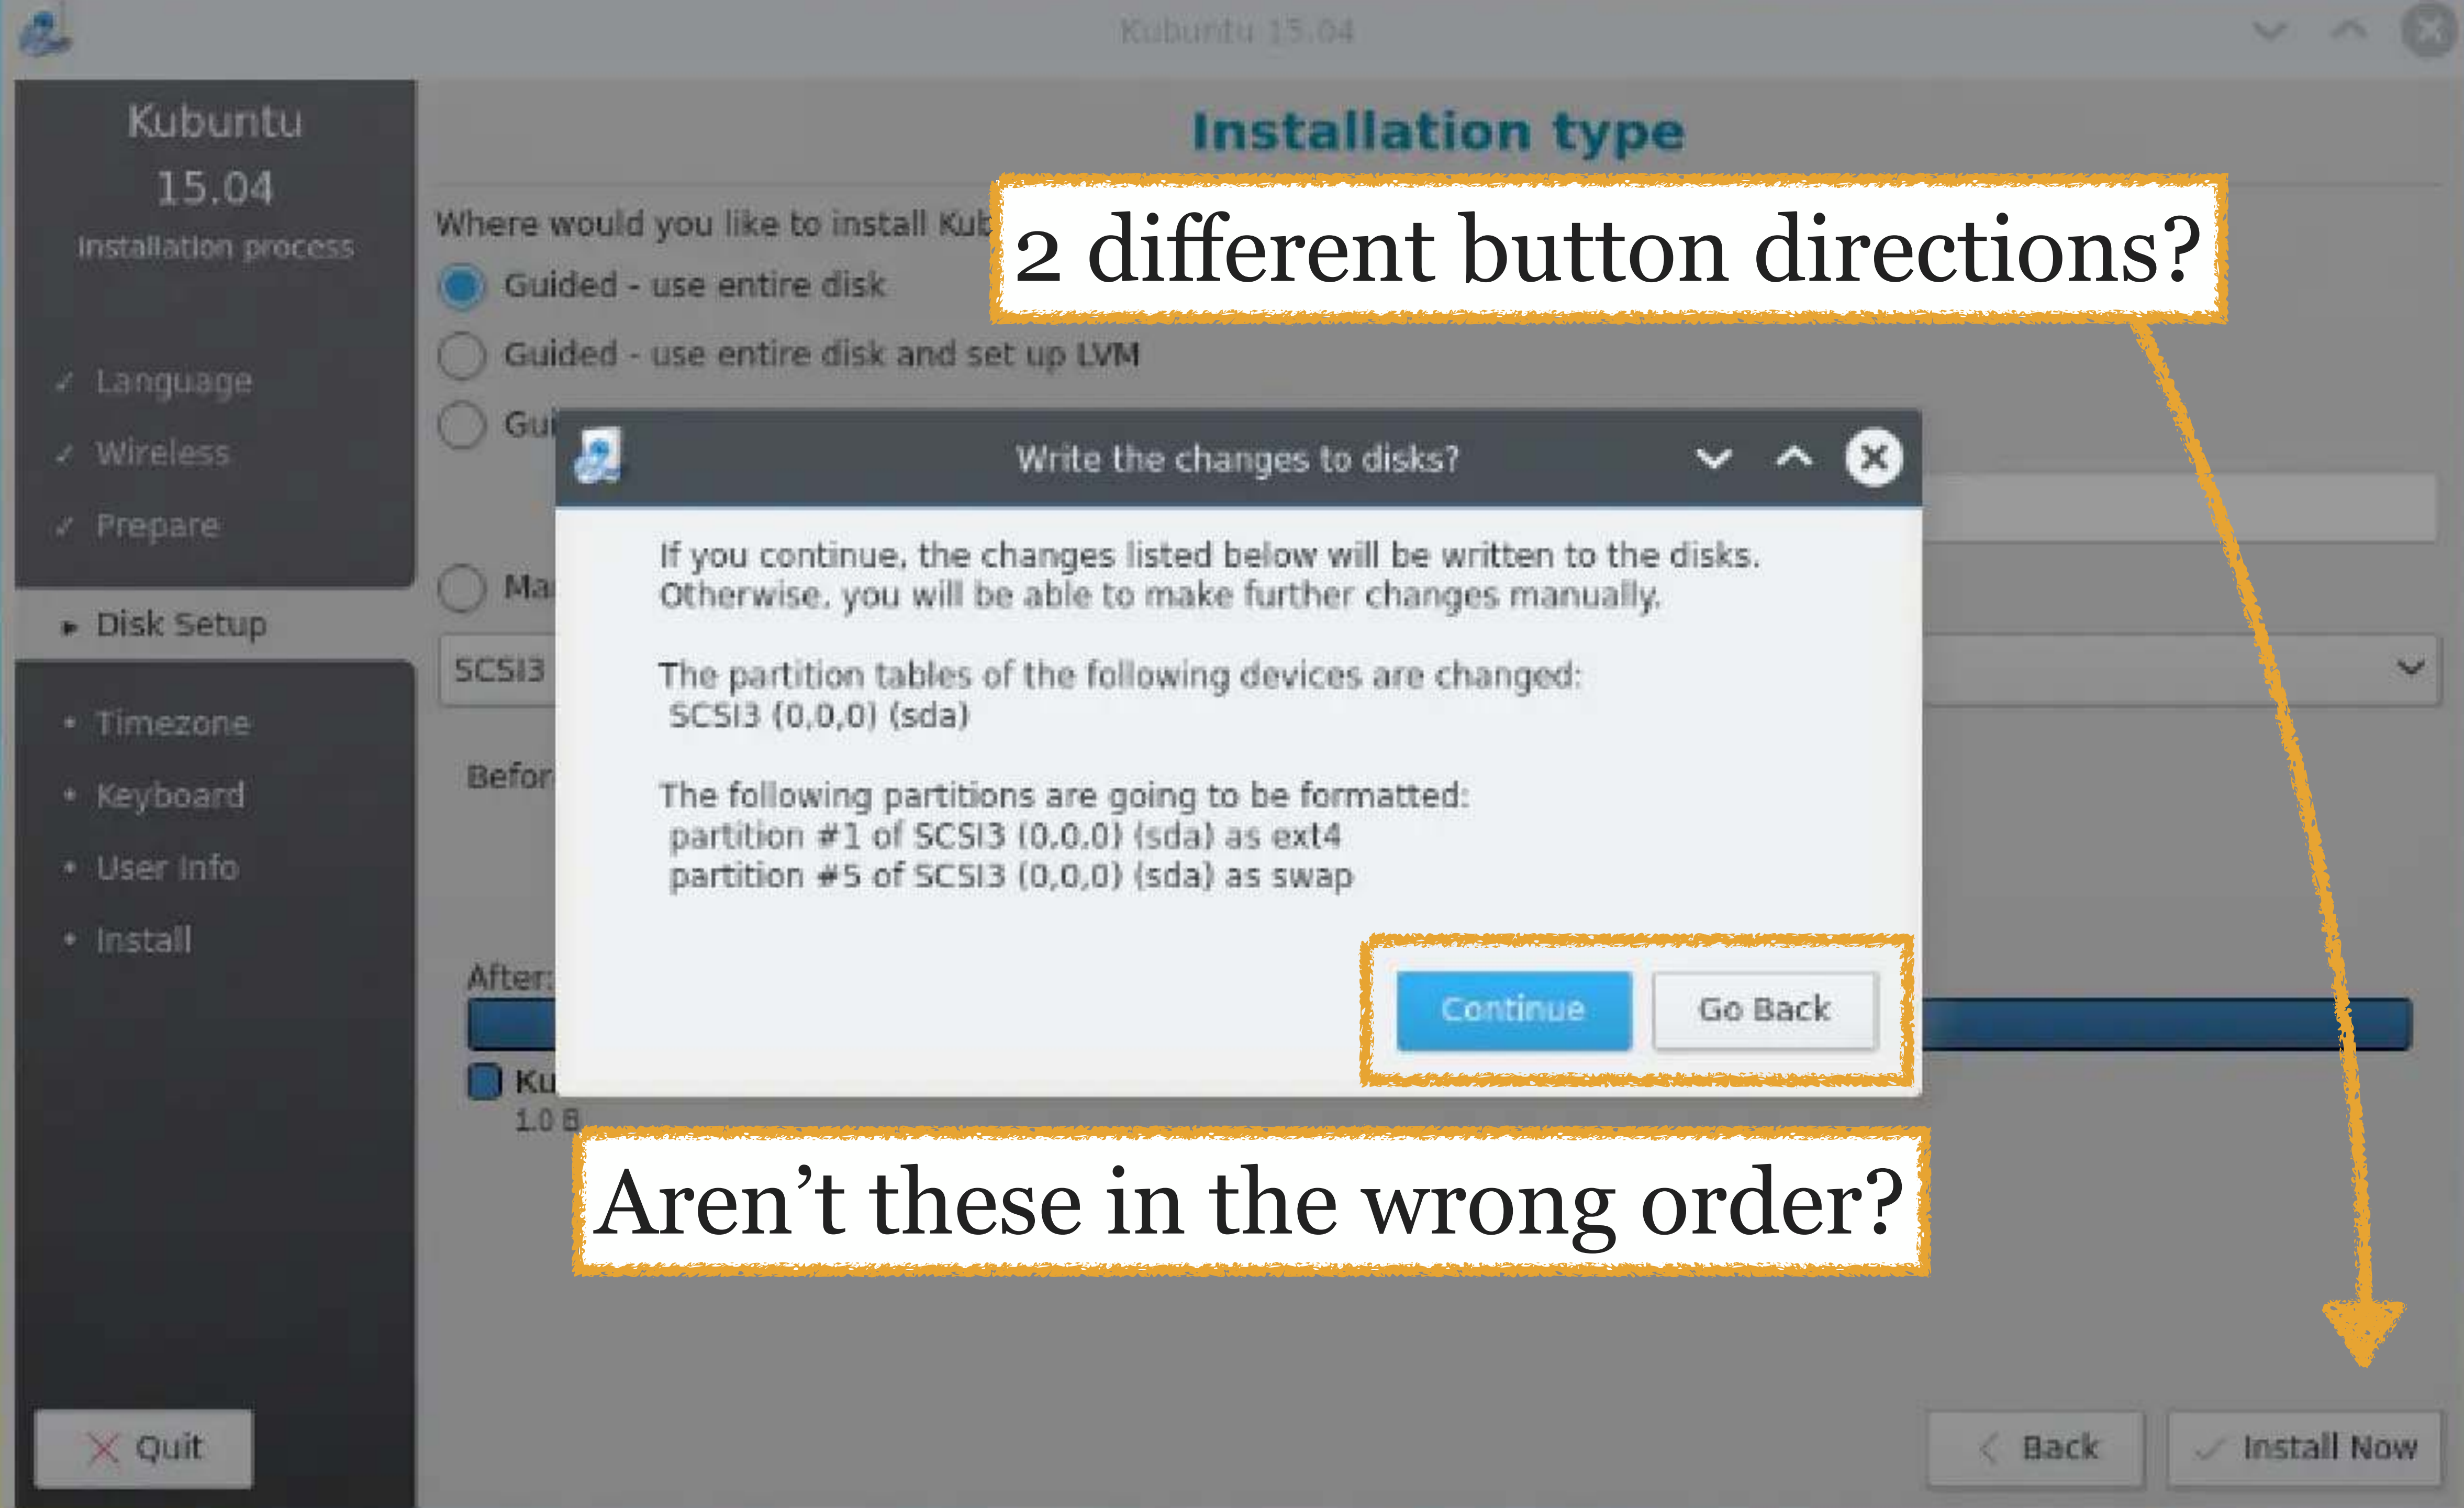 Kubuntu 15.04
Kubuntu
15.04
Installation process
Language
Wireless
Prepare
Disk Setup
Timezone
Keyboard
User Info
Install
Quit
Installation type
Where would you like to install Kub
2 different button directions?
Guided - use entire disk
Guided - use entire disk and set up LVM
Gui
Ma
SCSI3
Befor
After:
Ku
1.0 B
Write the changes to disks?
If you continue, the changes listed below will be written to the disks.
Otherwise, you will be able to make further changes manually.
The partition tables of the following devices are changed:
SCSI3 (0,0,0) (sda)
The following partitions are going to be formatted:
partition #1 of SCSI3 (0,0,0) (sda) as ext4
partition #5 of SCSI3 (0,0,0) (sda) as swap
Continue
Go Back
Aren’t these in the wrong order?
Back
Install Now